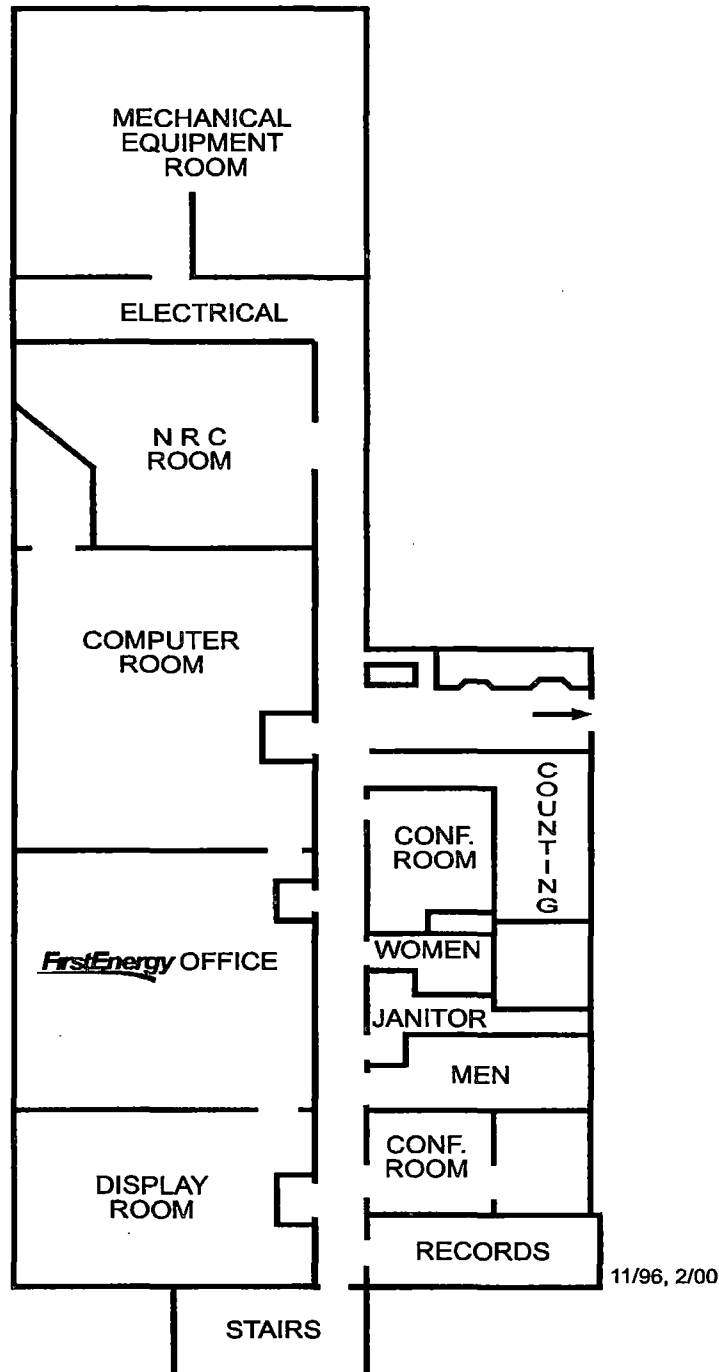 MECHANICAL
EQUIPMENT
ROOM
ELECTRICAL
N R C
ROOM
COMPUTER
ROOM
COUNTING
CONF.
ROOM
WOMEN
FirstEnergy OFFICE
JANITOR
MEN
CONF.
ROOM
DISPLAY
ROOM
RECORDS
11/96, 2/00
STAIRS